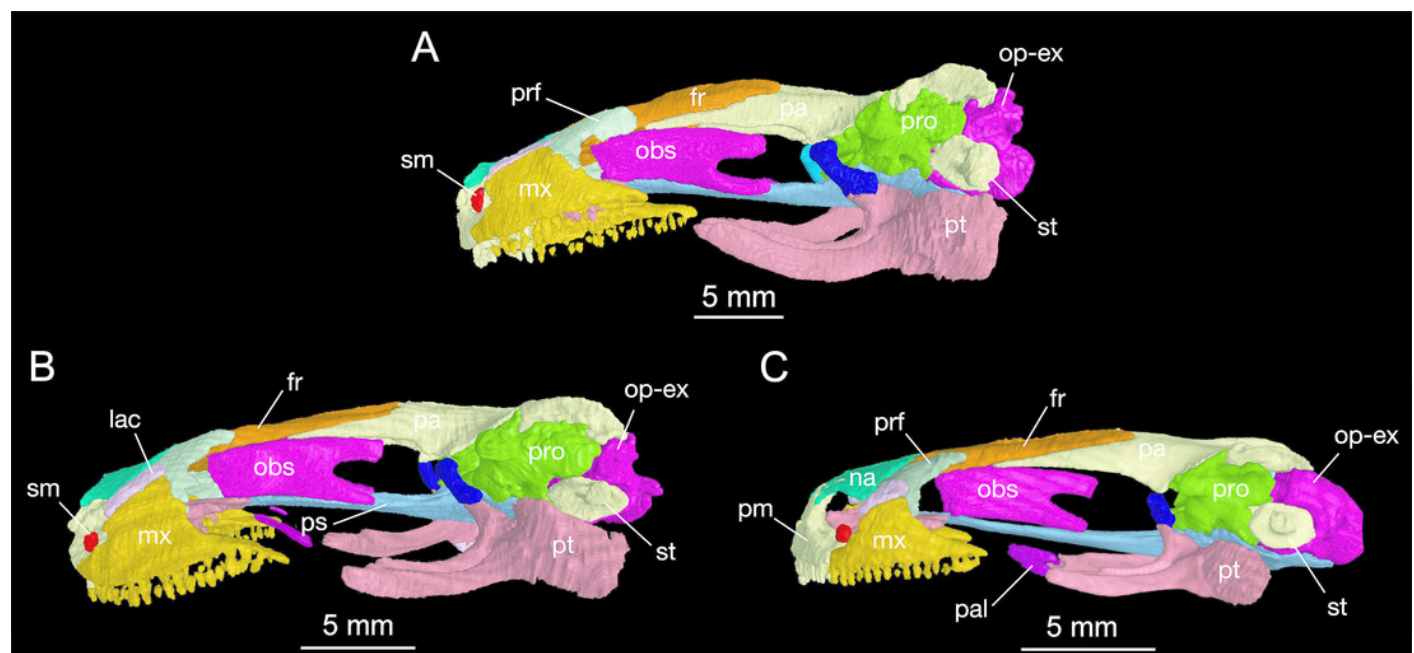 A
op-ex
prf
fr
pa
pro
obs
sm
mx
st
pt
5 mm
B
fr
lac
op-ex
pa
pro
obs
sm
ps
mx
pt
st
5 mm
C
fr
prf
op-ex
pa
na
pro
obs
pm
mx
pt
pal
st
5 mm